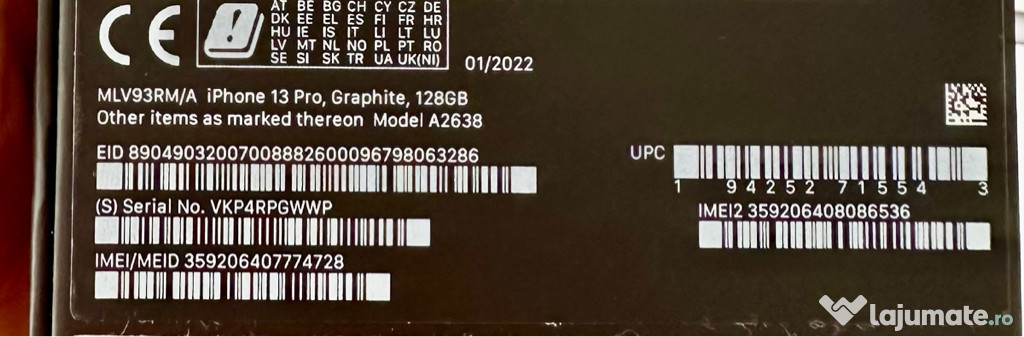 CE
AT BE BG CH CY CZ DE
DK EE EL ES FI FR HR
HU IE IS IT LI LT LU
LV MT NL NO PL PT RO
SE SI SK TR UA UK(NI)
01/2022
MLV93RM/A iPhone 13 Pro, Graphite, 128GB
Other items as marked thereon Model A2638
EID 89049032007008882600096798063286
UPC
1 94252 71554 3
(S) Serial No. VKP4RPGWWP
IMEI2 359206408086536
IMEI/MEID 359206407774728
lajumate.ro